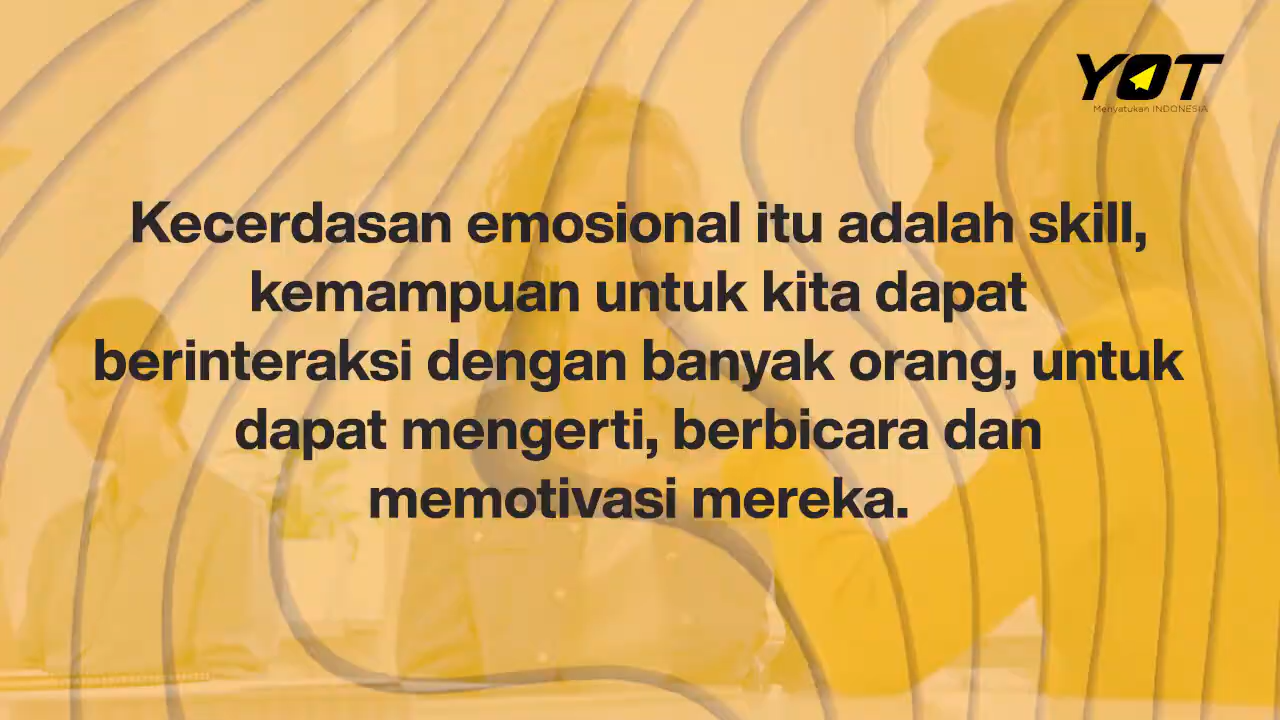 YOT
Menyatukan INDONESIA
Kecerdasan emosional itu adalah skill,
kemampuan untuk kita dapat
berinteraksi dengan banyak orang, untuk
dapat mengerti, berbicara dan
memotivasi mereka.